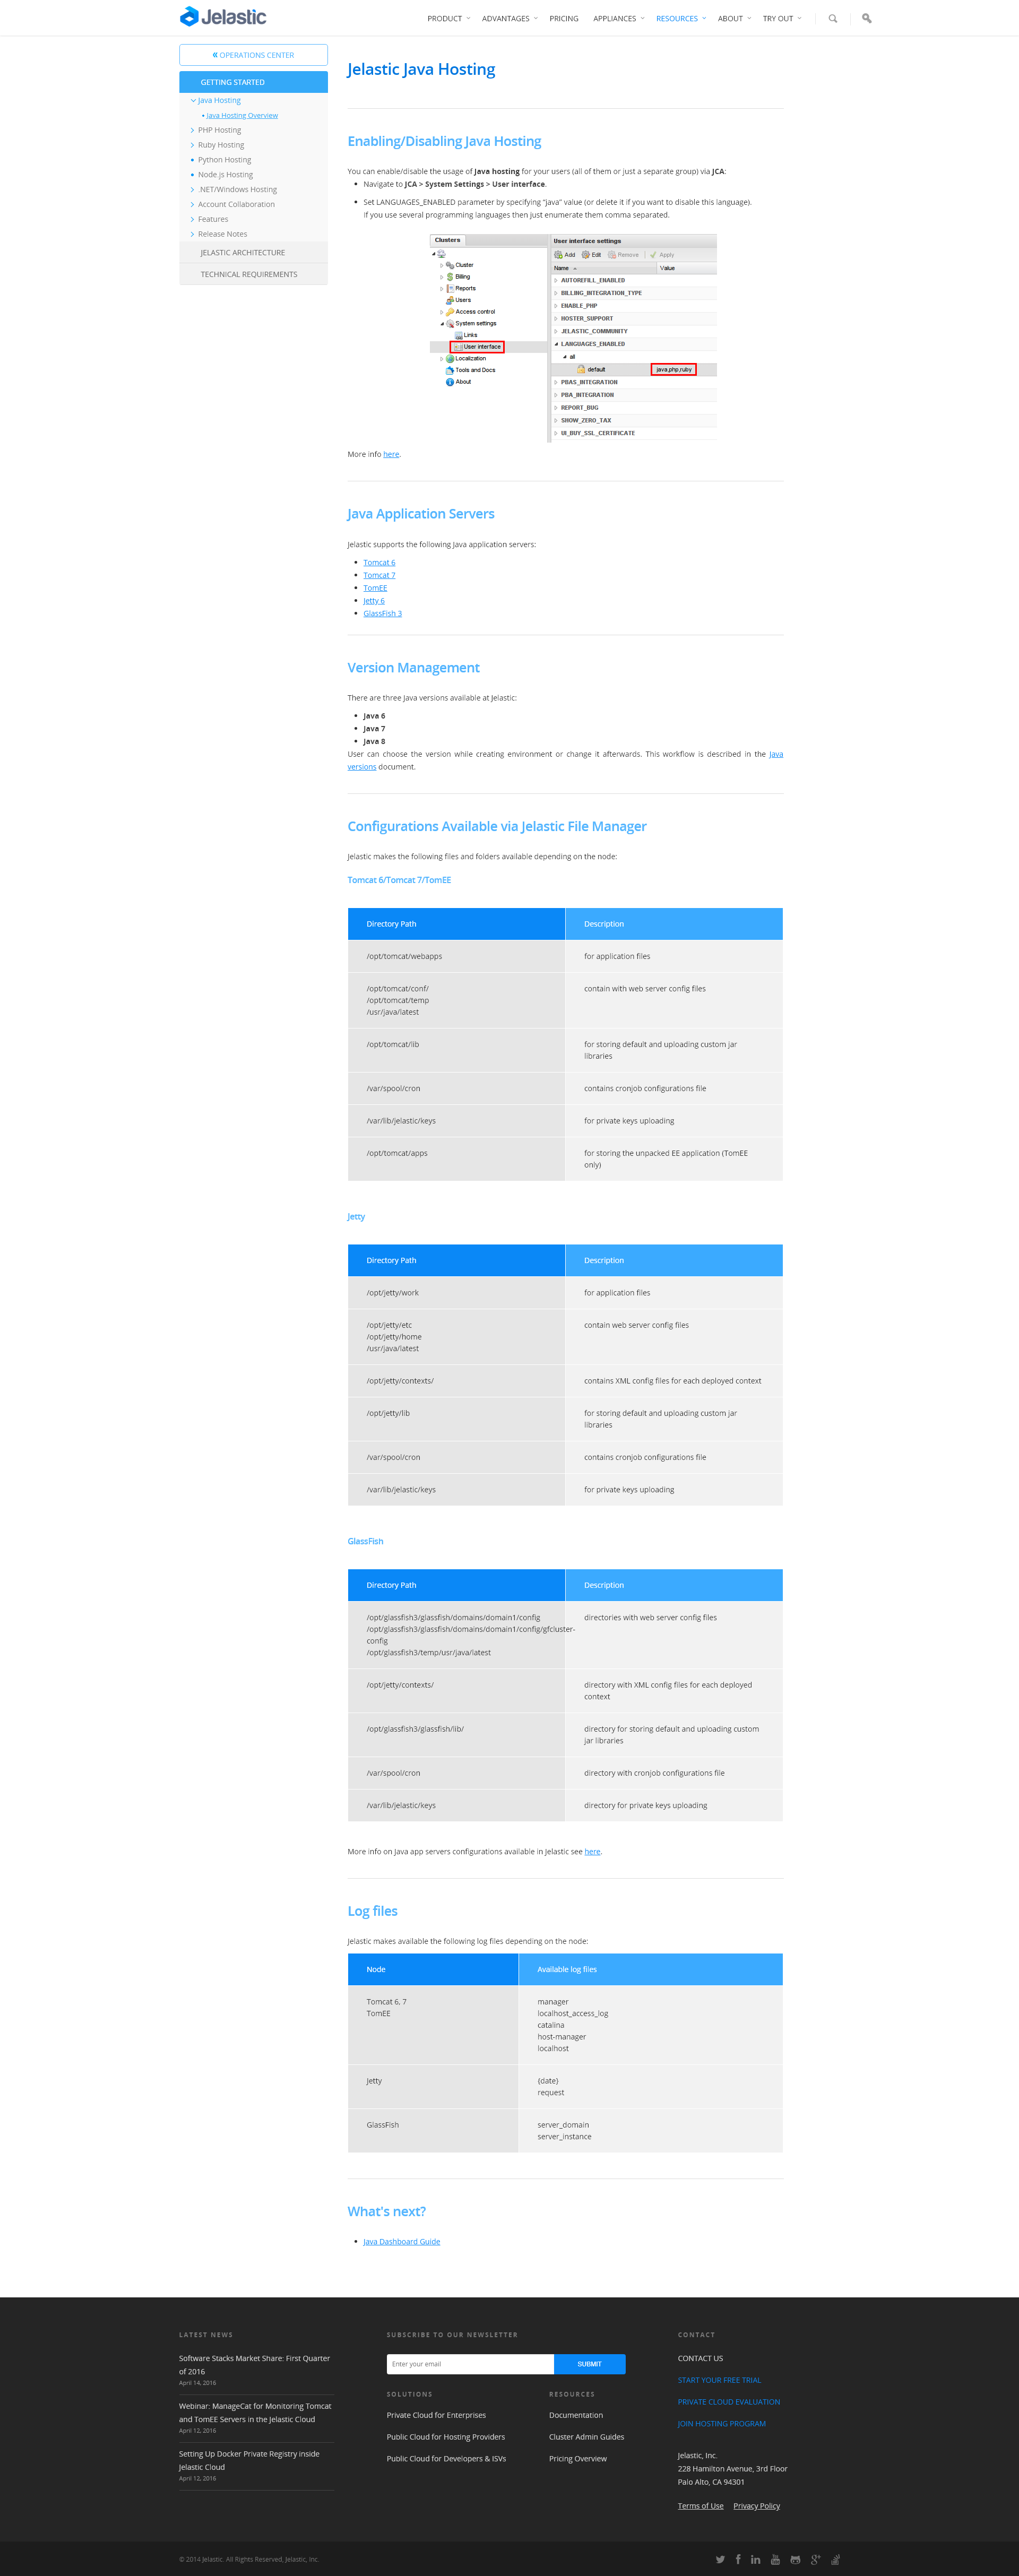 Jelastic
PRODUCT
ADVANTAGES
PRICING
APPLIANCES
RESOURCES
ABOUT
TRY OUT
« OPERATIONS CENTER
GETTING STARTED
Java Hosting
Java Hosting Overview
PHP Hosting
Ruby Hosting
Python Hosting
Node.js Hosting
.NET/Windows Hosting
Account Collaboration
Features
Release Notes
JELASTIC ARCHITECTURE
TECHNICAL REQUIREMENTS
Jelastic Java Hosting
Enabling/Disabling Java Hosting
You can enable/disable the usage of Java hosting for your users (all of them or just a separate group) via JCA:
• Navigate to JCA > System Settings > User interface.
• Set LANGUAGES_ENABLED parameter by specifying “java” value (or delete it if you want to disable this language).
If you use several programming languages then just enumerate them comma separated.
Clusters
Cluster
Billing
Reports
Users
Access control
System settings
Links
User interface
Localization
Tools and Docs
About
User interface settings
Add
Edit
Remove
Apply
Name
Value
AUTOREFILL_ENABLED
BILLING_INTEGRATION_TYPE
ENABLE_PHP
HOSTER_SUPPORT
JELASTIC_COMMUNITY
LANGUAGES_ENABLED
all
default java,php,ruby
PBAS_INTEGRATION
PBA_INTEGRATION
REPORT_BUG
SHOW_ZERO_TAX
UI_BUY_SSL_CERTIFICATE
More info here.
Java Application Servers
Jelastic supports the following Java application servers:
• Tomcat 6
• Tomcat 7
• TomEE
• Jetty 6
• GlassFish 3
Version Management
There are three Java versions available at Jelastic:
• Java 6
• Java 7
• Java 8
User can choose the version while creating environment or change it afterwards. This workflow is described in the Java
versions document.
Configurations Available via Jelastic File Manager
Jelastic makes the following files and folders available depending on the node:
Tomcat 6/Tomcat 7/TomEE
Directory Path
Description
/opt/tomcat/webapps
for application files
/opt/tomcat/conf/
/opt/tomcat/temp
/usr/java/latest
contain with web server config files
/opt/tomcat/lib
for storing default and uploading custom jar
libraries
/var/spool/cron
contains cronjob configurations file
/var/lib/jelastic/keys
for private keys uploading
/opt/tomcat/apps
for storing the unpacked EE application (TomEE
only)
Jetty
Directory Path
Description
/opt/jetty/work
for application files
/opt/jetty/etc
/opt/jetty/home
/usr/java/latest
contain web server config files
/opt/jetty/contexts/
contains XML config files for each deployed context
/opt/jetty/lib
for storing default and uploading custom jar
libraries
/var/spool/cron
contains cronjob configurations file
/var/lib/jelastic/keys
for private keys uploading
GlassFish
Directory Path
Description
/opt/glassfish3/glassfish/domains/domain1/config
/opt/glassfish3/glassfish/domains/domain1/config/gfcluster-
config
/opt/glassfish3/temp/usr/java/latest
directories with web server config files
/opt/jetty/contexts/
directory with XML config files for each deployed
context
/opt/glassfish3/glassfish/lib/
directory for storing default and uploading custom
jar libraries
/var/spool/cron
directory with cronjob configurations file
/var/lib/jelastic/keys
directory for private keys uploading
More info on Java app servers configurations available in Jelastic see here.
Log files
Jelastic makes available the following log files depending on the node:
Node
Available log files
Tomcat 6, 7
TomEE
manager
localhost_access_log
catalina
host-manager
localhost
Jetty
{date}
request
GlassFish
server_domain
server_instance
What's next?
• Java Dashboard Guide
LATEST NEWS
Software Stacks Market Share: First Quarter
of 2016
April 14, 2016
Webinar: ManageCat for Monitoring Tomcat
and TomEE Servers in the Jelastic Cloud
April 12, 2016
Setting Up Docker Private Registry inside
Jelastic Cloud
April 12, 2016
SUBSCRIBE TO OUR NEWSLETTER
Enter your email
SUBMIT
SOLUTIONS
Private Cloud for Enterprises
Public Cloud for Hosting Providers
Public Cloud for Developers & ISVs
RESOURCES
Documentation
Cluster Admin Guides
Pricing Overview
CONTACT
CONTACT US
START YOUR FREE TRIAL
PRIVATE CLOUD EVALUATION
JOIN HOSTING PROGRAM
Jelastic, Inc.
228 Hamilton Avenue, 3rd Floor
Palo Alto, CA 94301
Terms of Use
Privacy Policy
© 2014 Jelastic. All Rights Reserved, Jelastic, Inc.